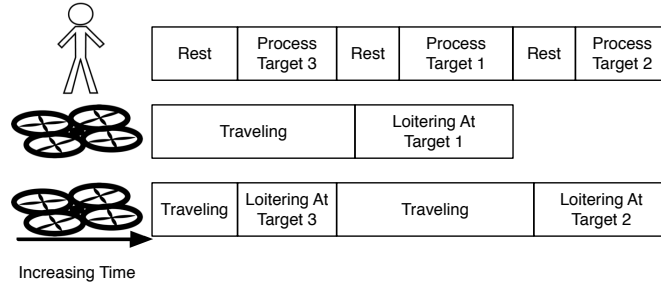 Rest
Process
Target 3
Rest
Process
Target 1
Rest
Process
Target 2
Traveling
Loitering At
Target 1
Traveling
Loitering At
Target 3
Traveling
Loitering At
Target 2
Increasing Time